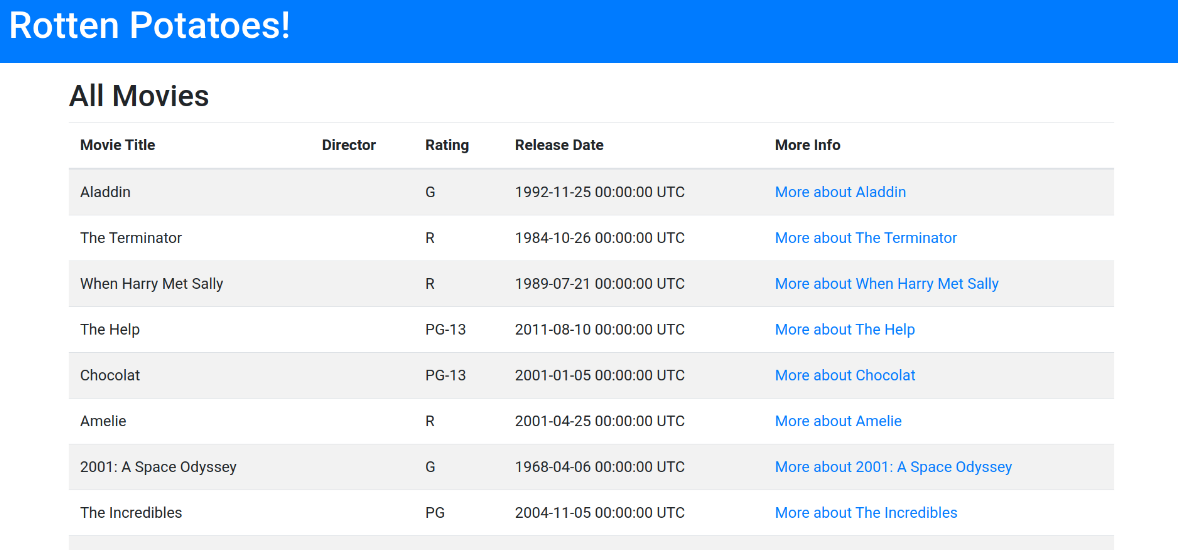 Rotten Potatoes!
All Movies
Movie Title Director Rating Release Date More Info
Aladdin G 1992-11-25 00:00:00 UTC More about Aladdin
The Terminator R 1984-10-26 00:00:00 UTC More about The Terminator
When Harry Met Sally R 1989-07-21 00:00:00 UTC More about When Harry Met Sally
The Help PG-13 2011-08-10 00:00:00 UTC More about The Help
Chocolat PG-13 2001-01-05 00:00:00 UTC More about Chocolat
Amelie R 2001-04-25 00:00:00 UTC More about Amelie
2001: A Space Odyssey G 1968-04-06 00:00:00 UTC More about 2001: A Space Odyssey
The Incredibles PG 2004-11-05 00:00:00 UTC More about The Incredibles